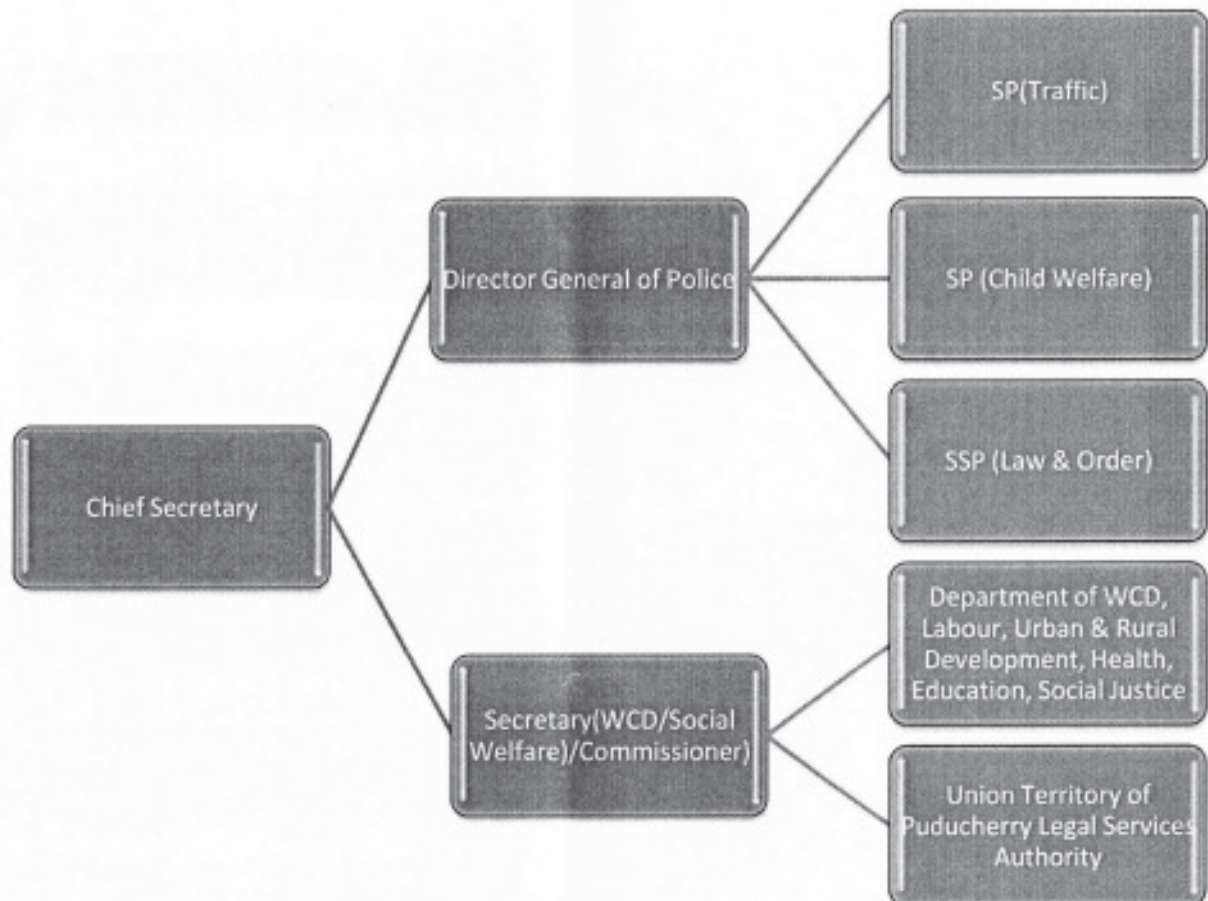 SP(Traffic)
Director General of Police
SP (Child Welfare)
SSP (Law & Order)
Chief Secretary
Department of WCD,
Labour, Urban & Rural
Development, Health,
Education, Social Justice
Secretary(WCD/Social
Welfare)/Commissioner)
Union Territory of
Puducherry Legal Services
Authority